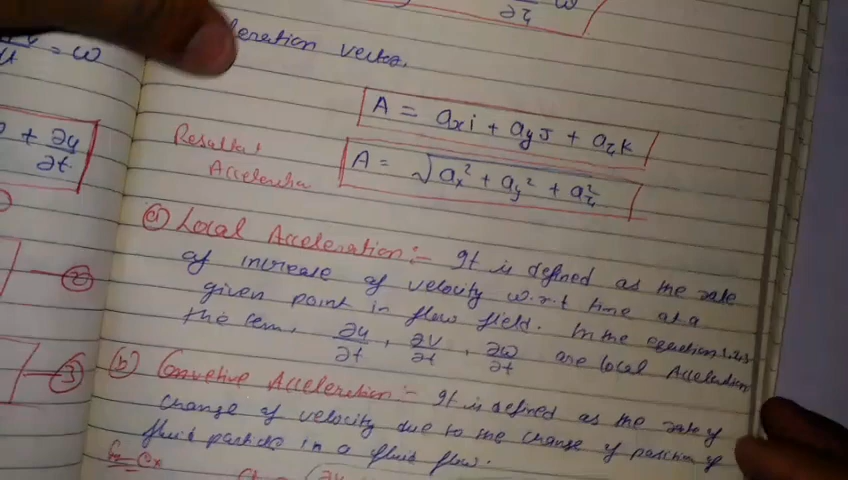 ∂z
ω
= ω
+ ∂u/∂t
vector.
A = axi + ayJ + azK
Resultant
A = √ax² + ay² + az²
Acceleration
(a) Local Acceleration:- It is defined as the rate
of increase of velocity w.r.t time at a
given point in flow field. In the equation 1,2,3
the term, ∂u/∂t, ∂V/∂t, ∂ω/∂t are local Acceleration
2
(b) Convetive Acceleration:- It is defined as the rate of
3
change of velocity due to the change of position of
fluid particle in a fluid flow.